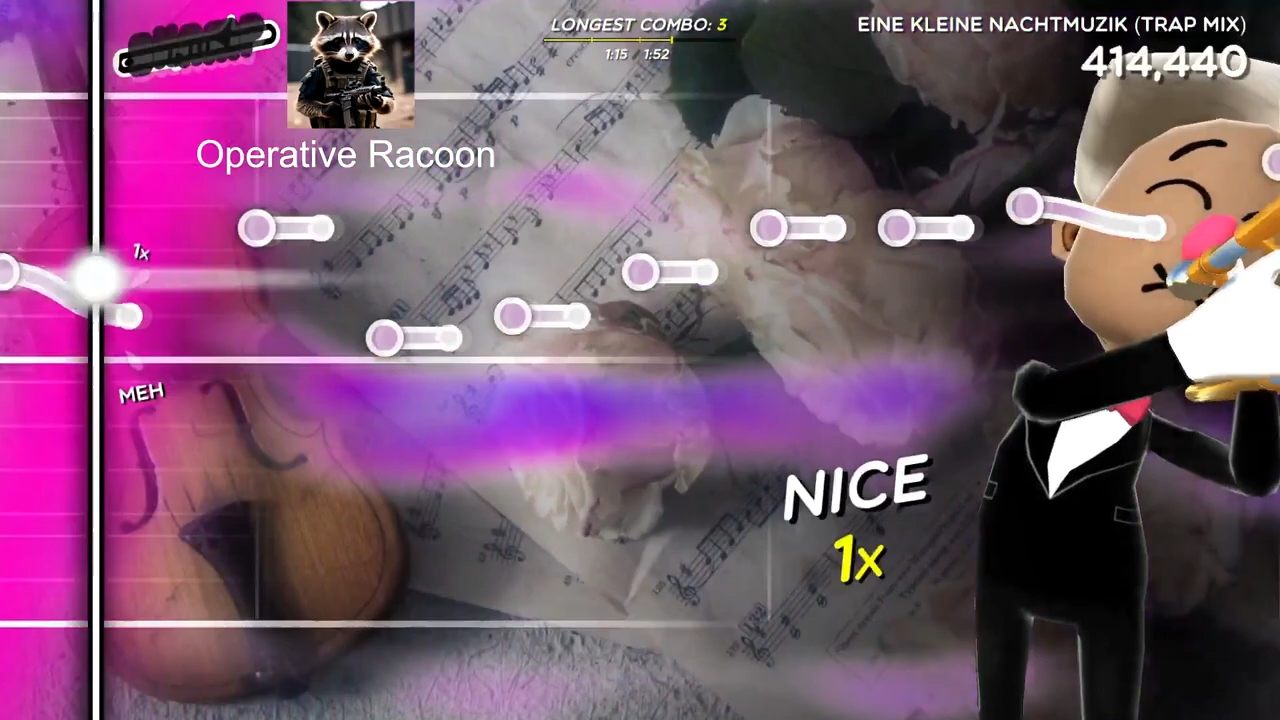 LONGEST COMBO: 3
1:15 / 1:52
EINE KLEINE NACHTMUZIK (TRAP MIX)
414,440
Operative Racoon
1x
MEH
NICE
1x